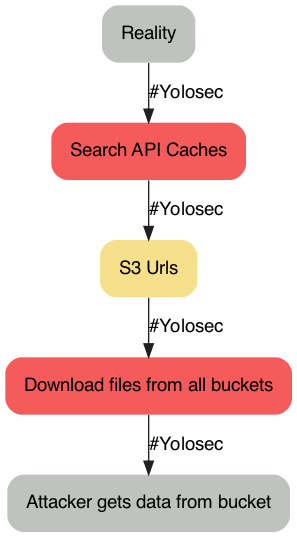 Reality
#Yolosec
Search API Caches
#Yolosec
S3 Urls
#Yolosec
Download files from all buckets
#Yolosec
Attacker gets data from bucket